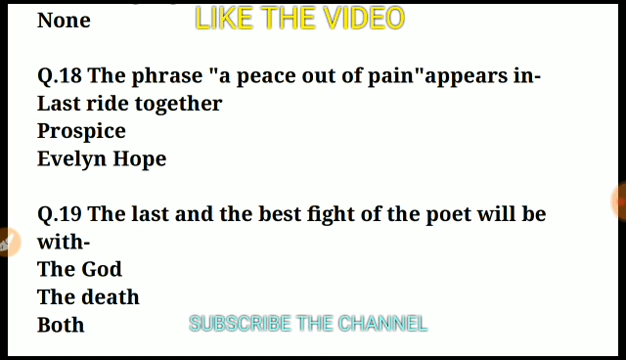 None
LIKE THE VIDEO
Q.18 The phrase "a peace out of pain"appears in-
Last ride together
Prospice
Evelyn Hope
Q.19 The last and the best fight of the poet will be
with-
The God
The death
Both
SUBSCRIBE THE CHANNEL